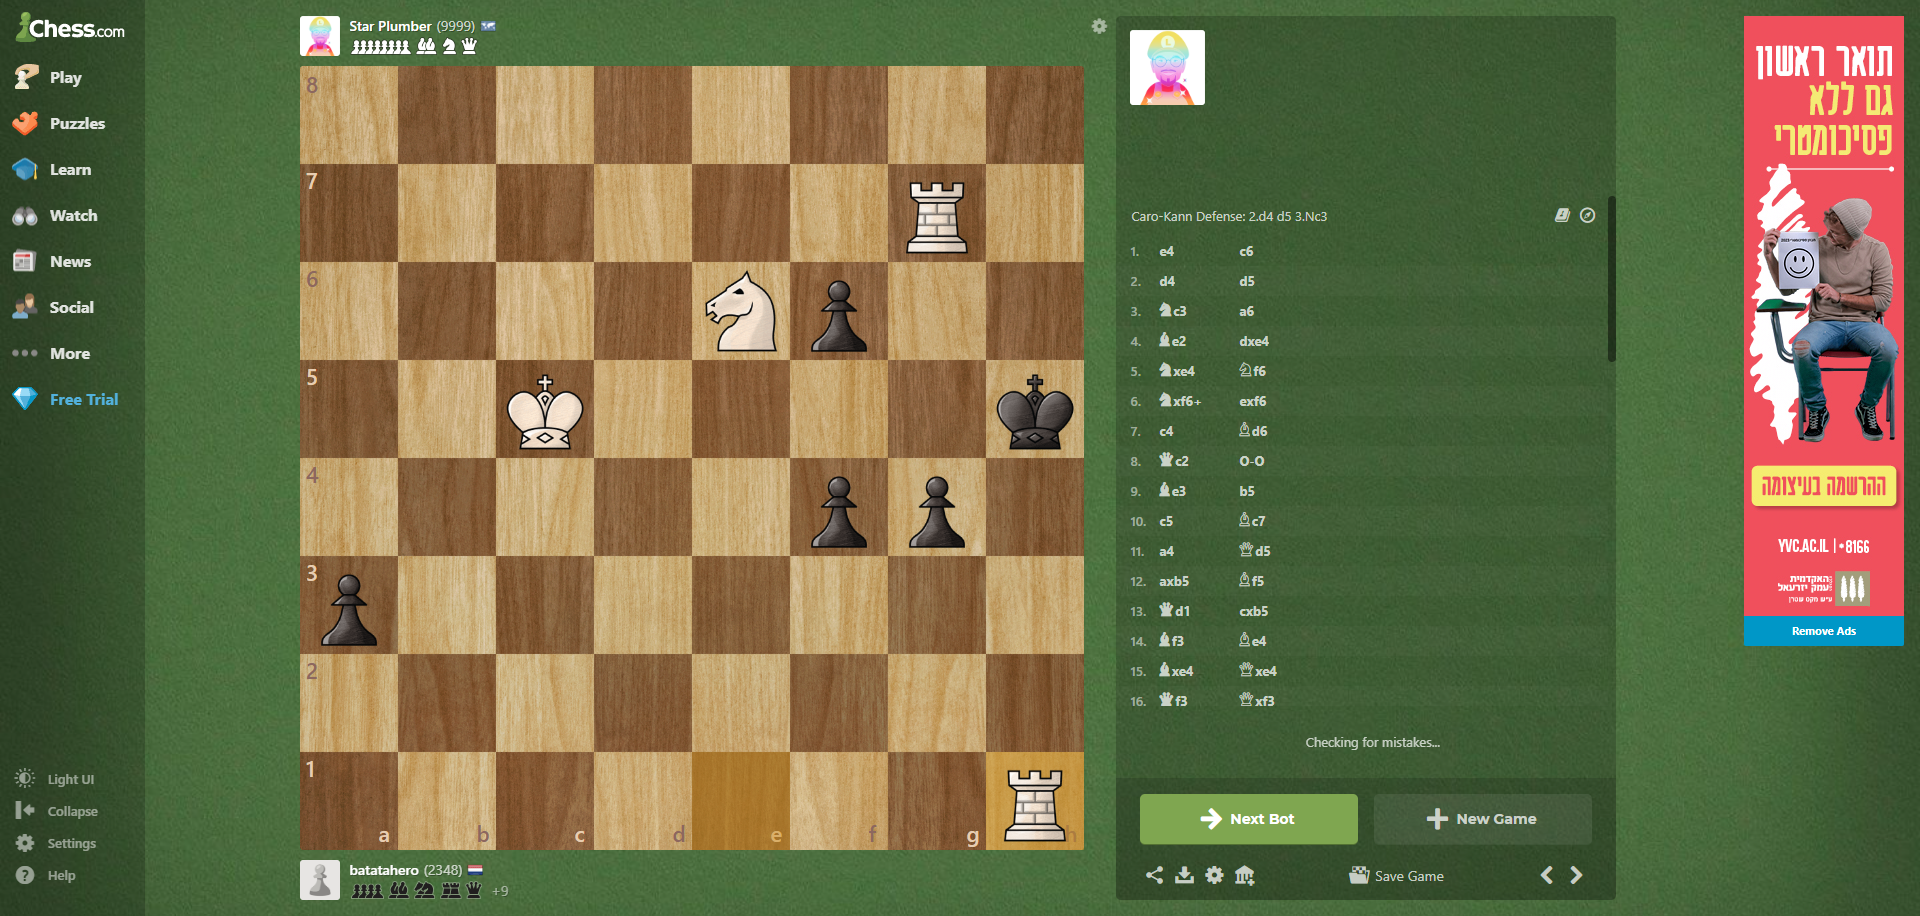 Chess.com
Play
Puzzles
Learn
Watch
News
Social
More
Free Trial
Light UI
Collapse
Settings
Help
Star Plumber (9999)
8
7
6
5
4
3
2
1
a b c d e f g h
batatahero (2348)
+9
L
Caro-Kann Defense: 2.d4 d5 3.Nc3
1. e4 c6
2. d4 d5
3. ♞c3 a6
4. ♝e2 dxe4
5. ♞xe4 ♘f6
6. ♞xf6+ exf6
7. c4 ♗d6
8. ♛c2 O-O
9. ♝e3 b5
10. c5 ♗c7
11. a4 ♕d5
12. axb5 ♗f5
13. ♛d1 cxb5
14. ♝f3 ♗e4
15. ♝xe4 ♕xe4
16. ♛f3 ♕xf3
Checking for mistakes...
Next Bot
New Game
Save Game
תואר ראשון
גם ללא
פסיכומטרי
ההרשמה בעיצומה
YVC.AC.IL | *8166
האקדמית
עמק יזרעאל
ע״ש מקס שטרן
Remove Ads